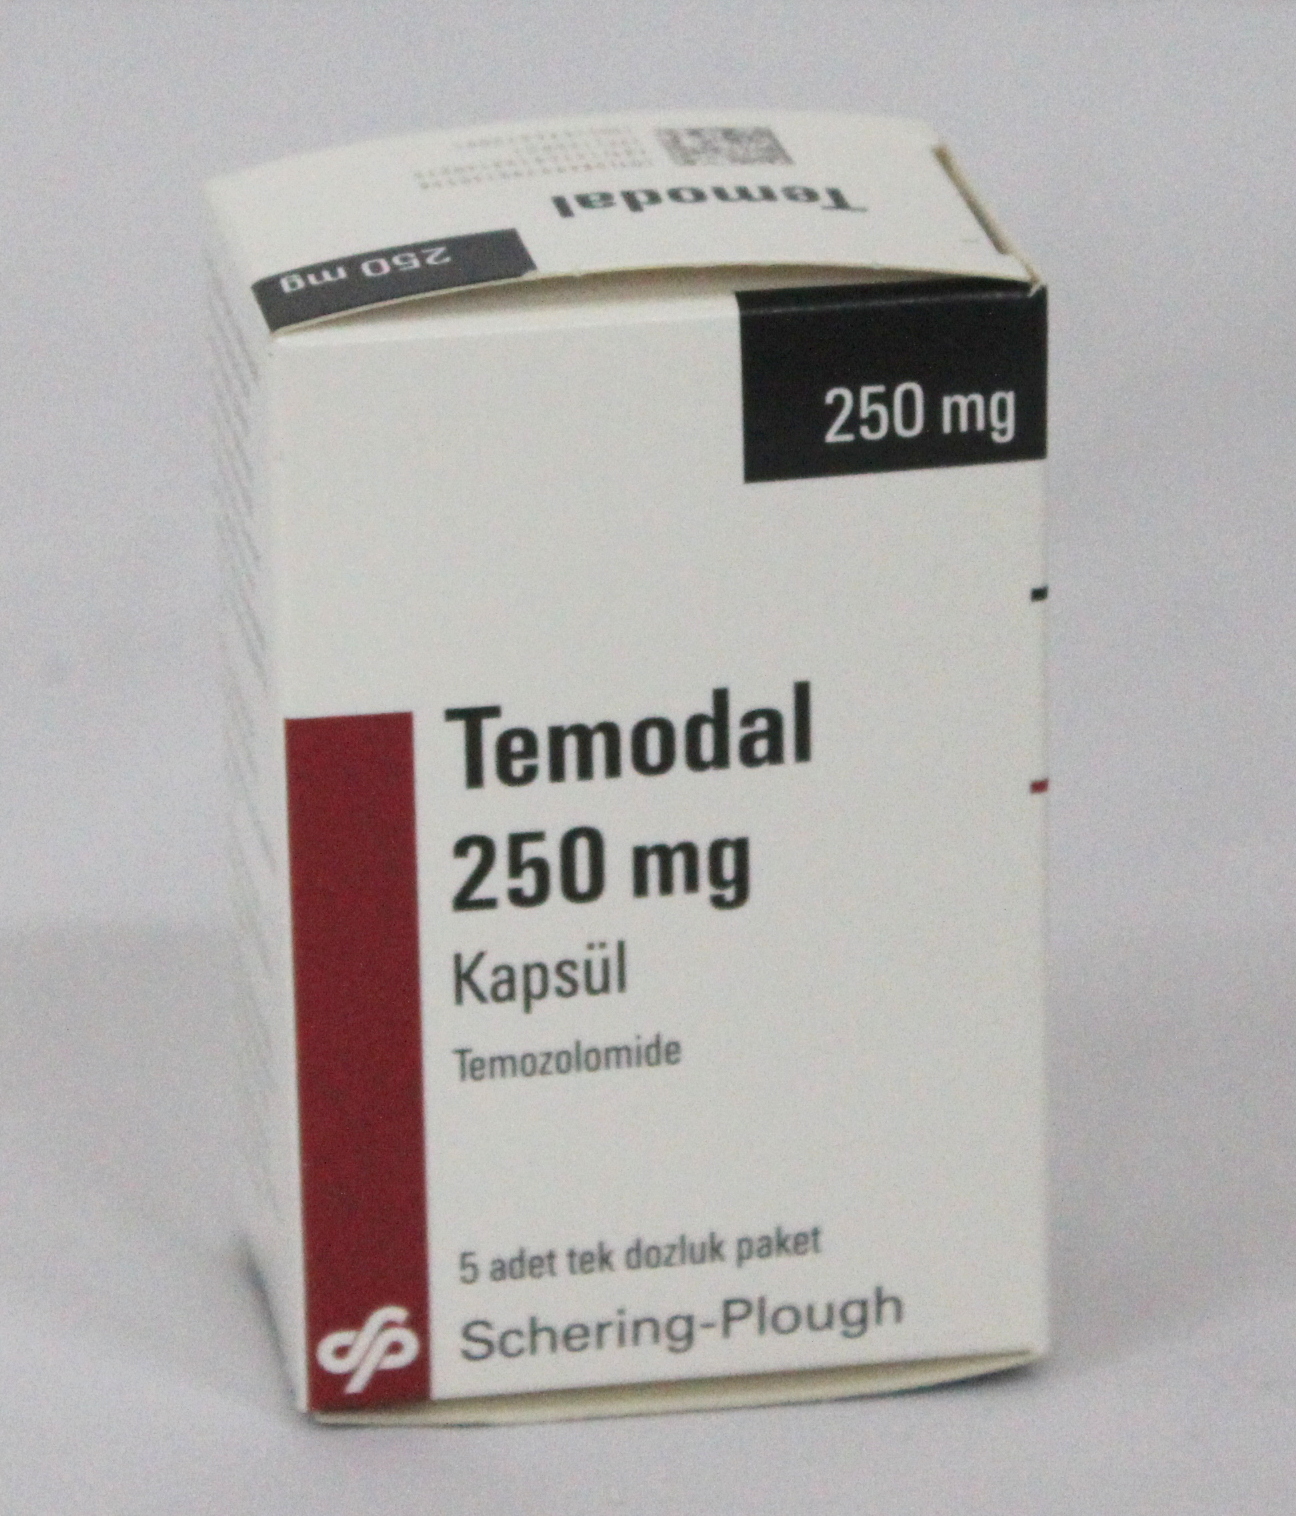 Temodal
250 mg
250 mg
Temodal
250 mg
Kapsül
Temozolomide
5 adet tek dozluk paket
Schering-Plough